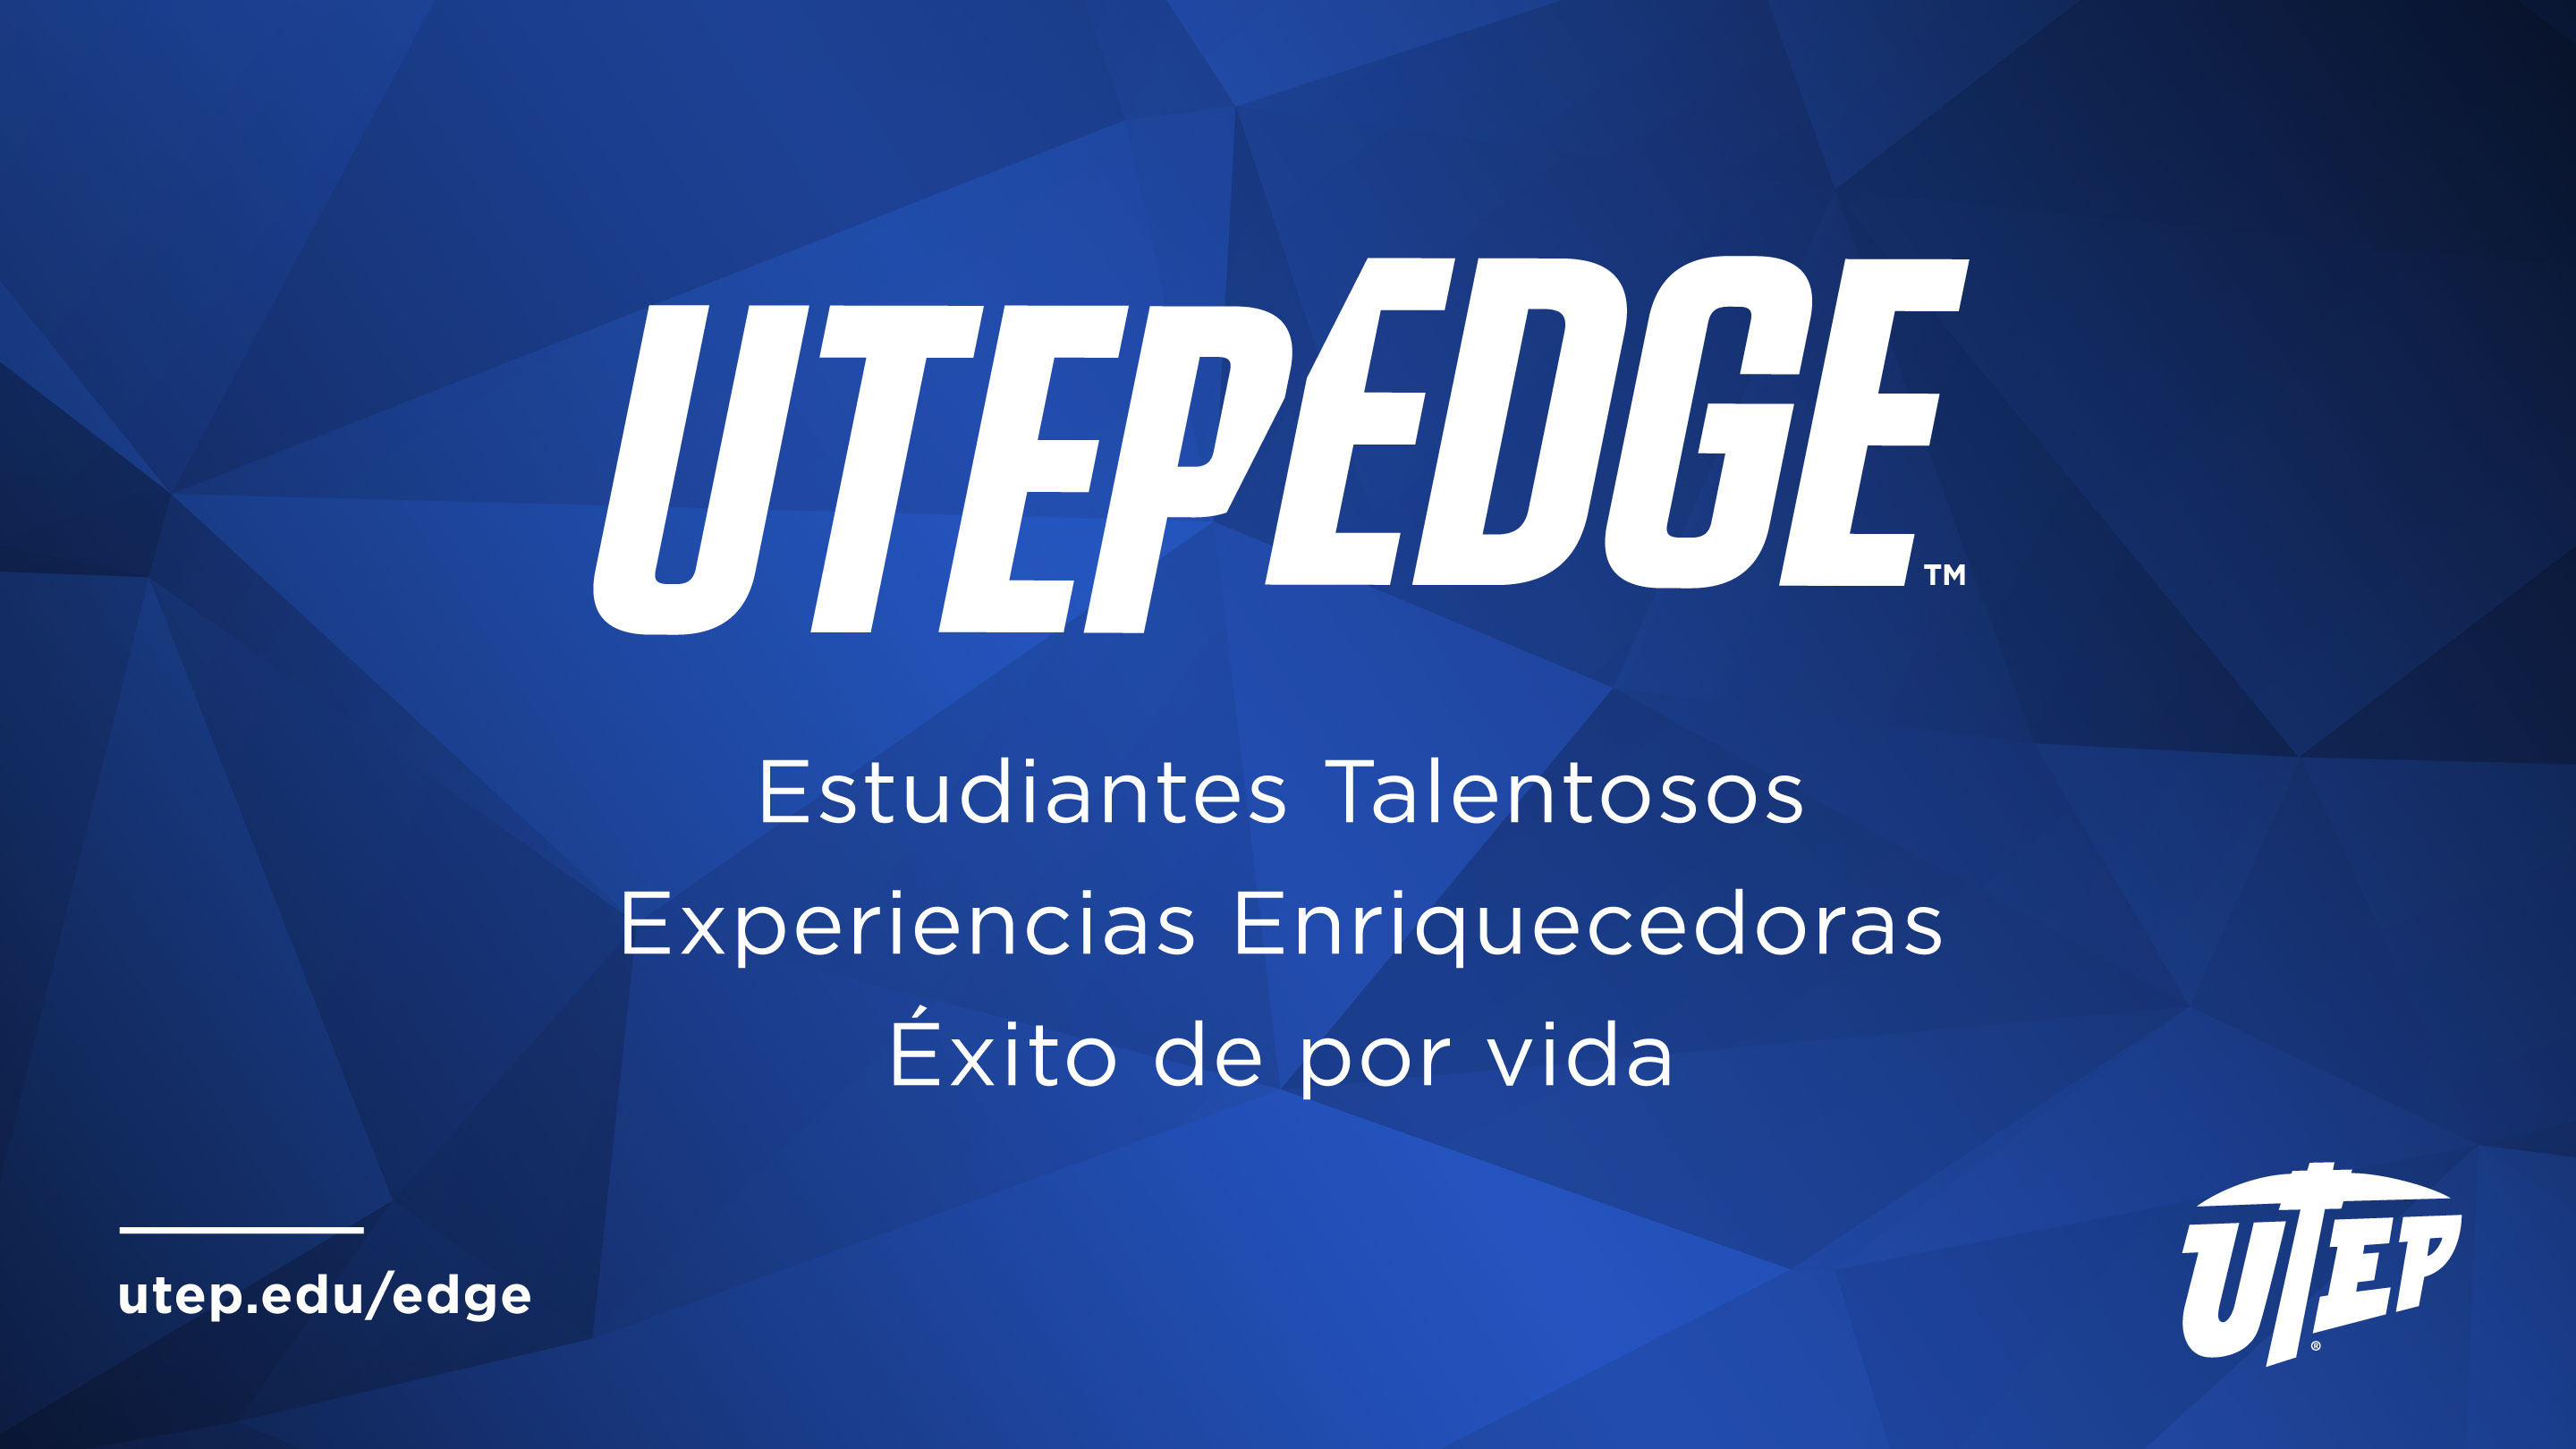 UTEPEDGE™
Estudiantes Talentosos
Experiencias Enriquecedoras
Éxito de por vida
utep.edu/edge
UTEP®